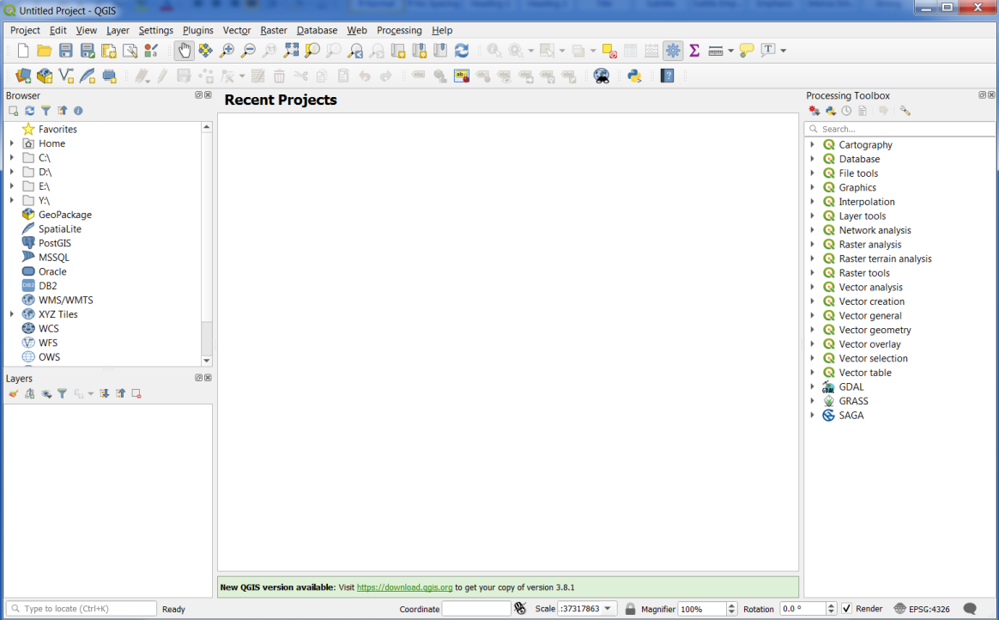 Untitled Project - QGIS
Project Edit View Layer Settings Plugins Vector Raster Database Web Processing Help
Browser
Favorites
Home
C:\
D:\
E:\
Y:\
GeoPackage
SpatiaLite
PostGIS
MSSQL
Oracle
DB2
WMS/WMTS
XYZ Tiles
WCS
WFS
OWS
Layers
Recent Projects
New QGIS version available: Visit https://download.qgis.org to get your copy of version 3.8.1
Processing Toolbox
Search...
Cartography
Database
File tools
Graphics
Interpolation
Layer tools
Network analysis
Raster analysis
Raster terrain analysis
Raster tools
Vector analysis
Vector creation
Vector general
Vector geometry
Vector overlay
Vector selection
Vector table
GDAL
GRASS
SAGA
Type to locate (Ctrl+K) Ready Coordinate Scale :37317863 Magnifier 100% Rotation 0.0 ° Render EPSG:4326